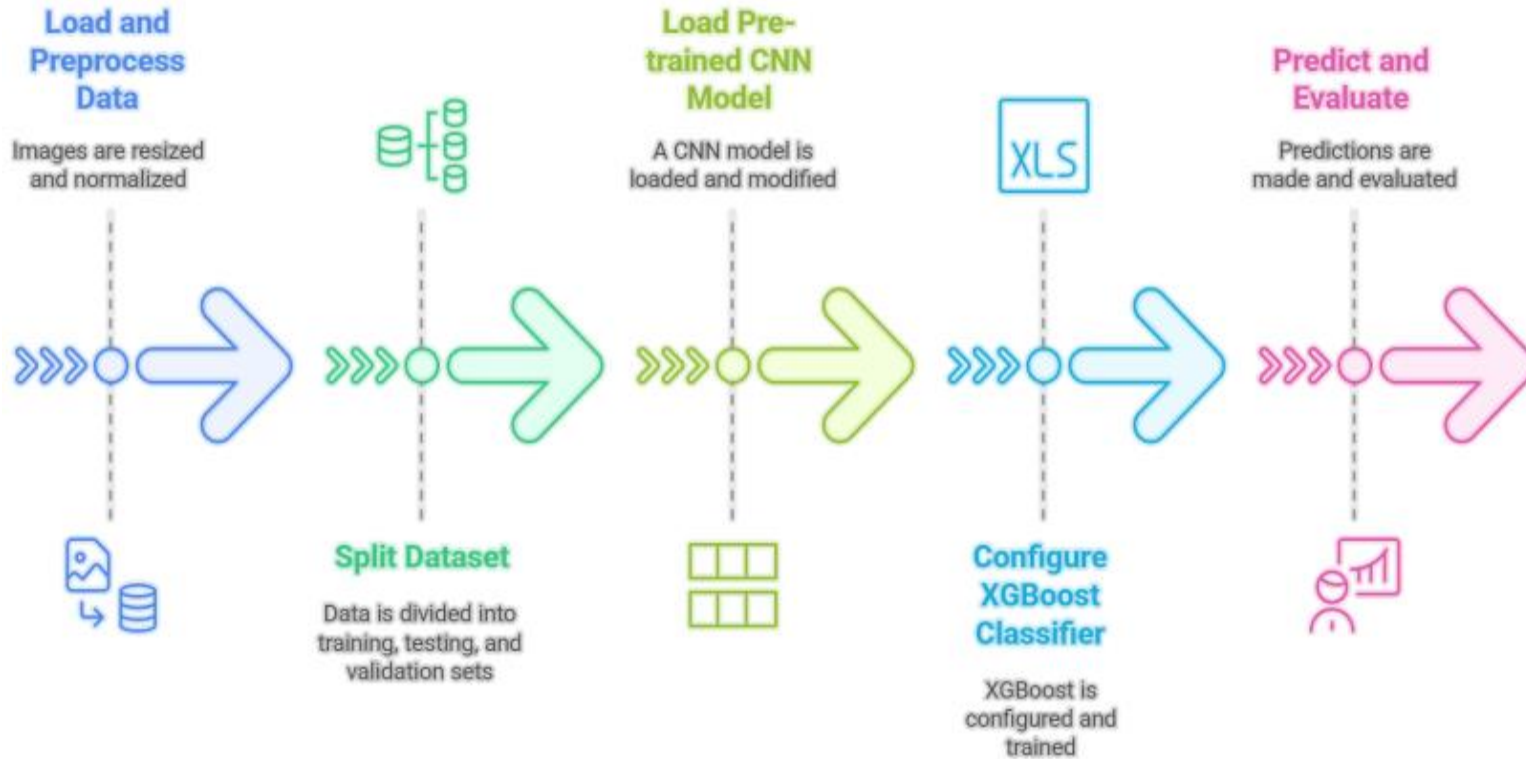 Load and
Preprocess
Data
Images are resized
and normalized
Split Dataset
Data is divided into
training, testing, and
validation sets
Load Pre-
trained CNN
Model
A CNN model is
loaded and modified
XLS
Configure
XGBoost
Classifier
XGBoost is
configured and
trained
Predict and
Evaluate
Predictions are
made and evaluated